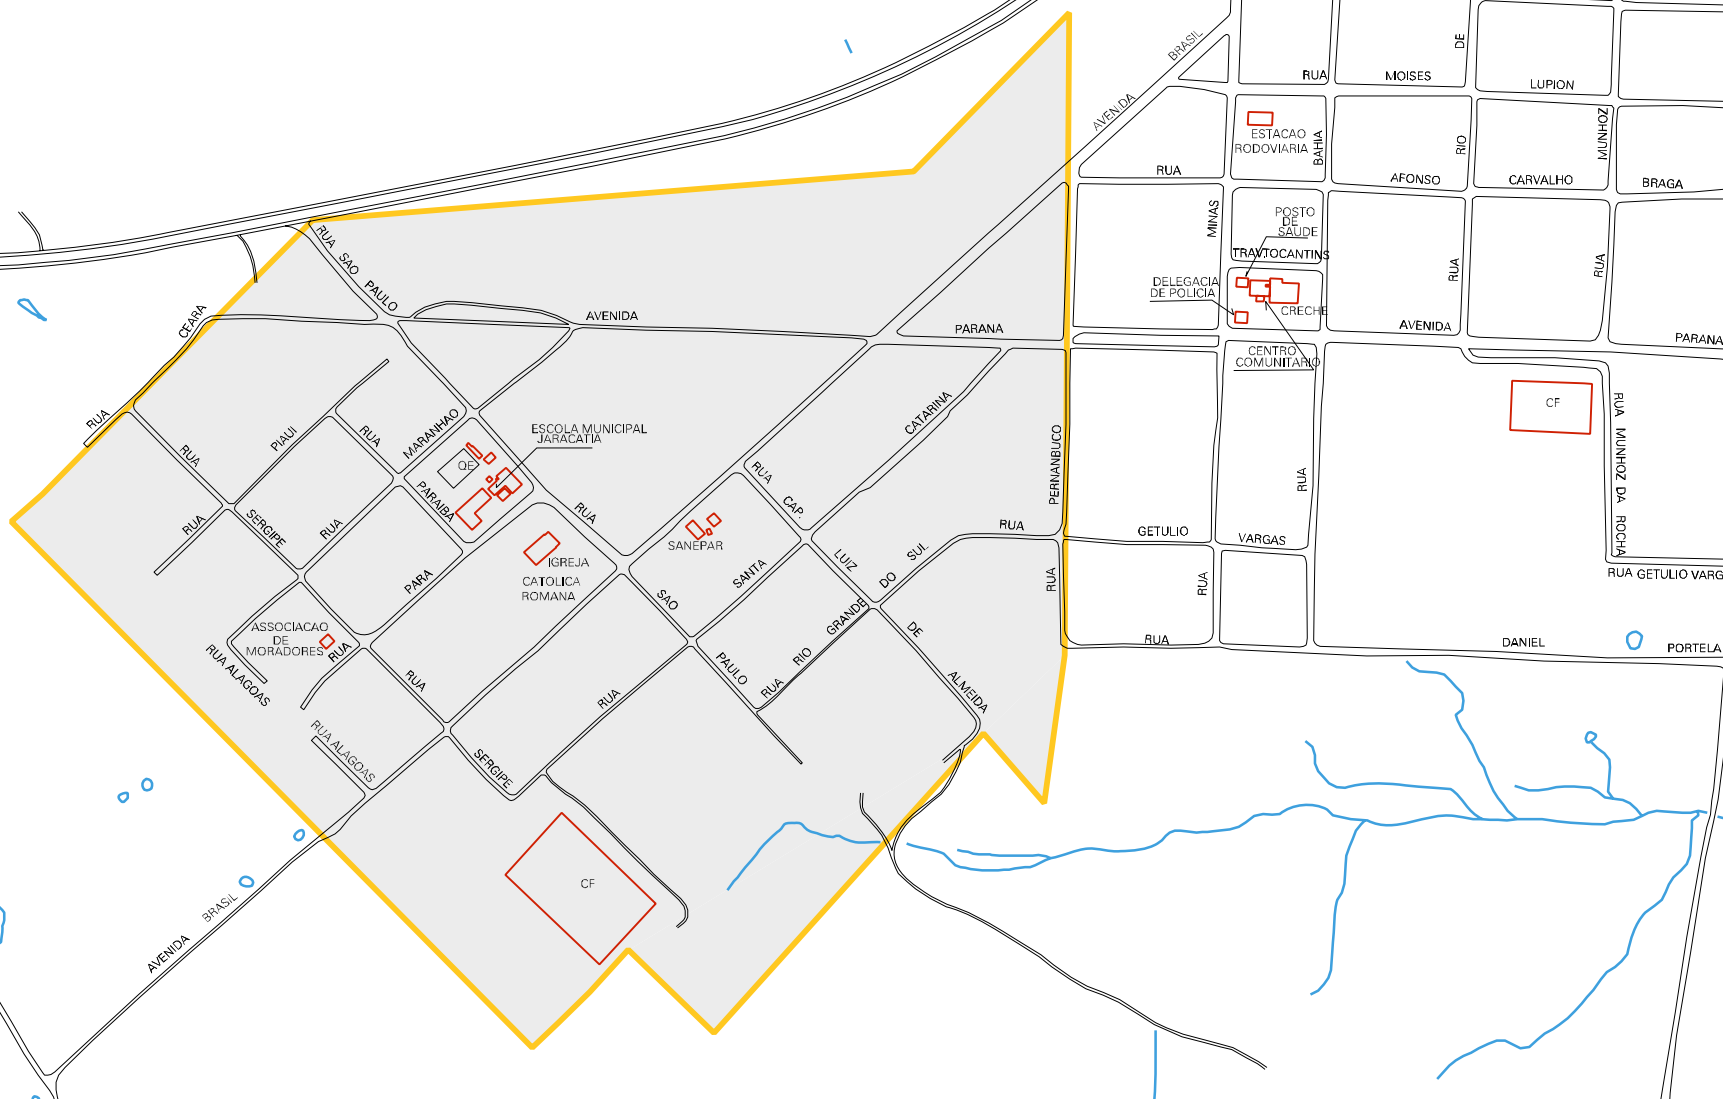 BRASIL
AVENIDA
DE
RUA
MOISES
LUPION
ESTACAO
RODOVIARIA
BAHIA
RIO
MUNHOZ
RUA
AFONSO
CARVALHO
BRAGA
MINAS
POSTO
DE
SAUDE
TRAV.TOCANTINS
RUA
RUA
DELEGACIA
DE POLICIA
CRECHE
AVENIDA
PARANA
CENTRO
COMUNITARIO
CF
RUA MUNHOZ DA ROCHA
RUA
SAO
PAULO
CEARA
RUA
AVENIDA
PARANA
RUA
PIAUI
RUA
MARANHAO
ESCOLA MUNICIPAL
JARACATIA
QE
PARAIBA
CATARINA
RUA
CAP.
PERNANBUCO
RUA
RUA
SERGIPE
RUA
RUA
SANEPAR
IGREJA
CATOLICA
ROMANA
PARA
SANTA
LUIZ
DO
SUL
RUA
GETULIO
VARGAS
RUA
RUA
RUA
RUA GETULIO VARG
ASSOCIACAO
DE
MORADORES
RUA
RUA ALAGOAS
SAO
PAULO
GRANDE
RIO
RUA
DE
ALMEIDA
RUA
DANIEL
PORTELA
RUA
RUA
RUA ALAGOAS
SERGIPE
CF
BRASIL
AVENIDA